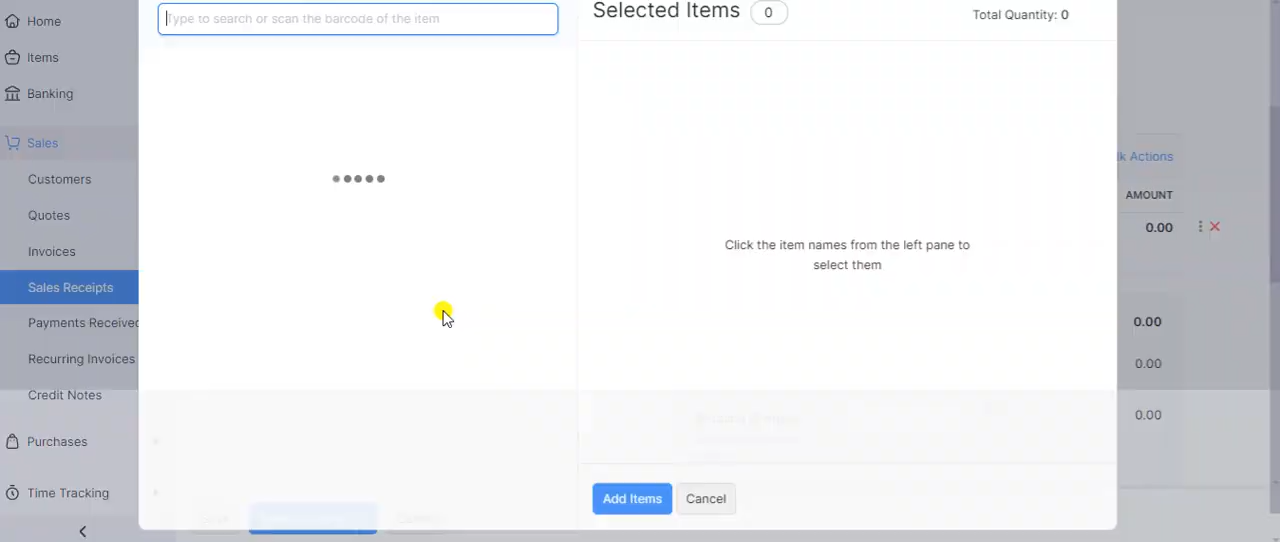 Home
Items
Banking
Sales
Customers
Quotes
Invoices
Sales Receipts
Payments Received
Recurring Invoices
Credit Notes
Purchases
Time Tracking
Type to search or scan the barcode of the item
Selected Items 0
Total Quantity: 0
Click the item names from the left pane to
select them
Add Items
Cancel
lk Actions
AMOUNT
0.00
0.00
0.00
0.00